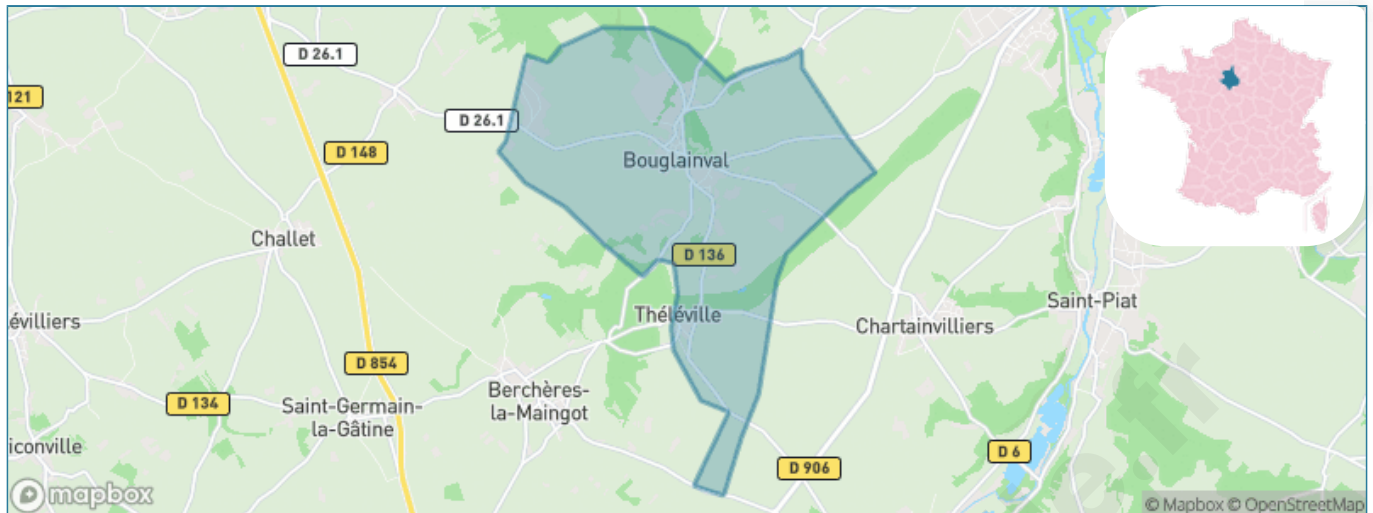 D 26.1
121
D 26.1
D 148
Bouglainval
Challet
D 136
Saint-Piat
Théléville
évilliers
Chartainvilliers
D 854
Berchères-
la-Maingot
D 134
Saint-Germain-
la-Gâtine
iconville
D 6
D 906
mapbox
© Mapbox © OpenStreetMap